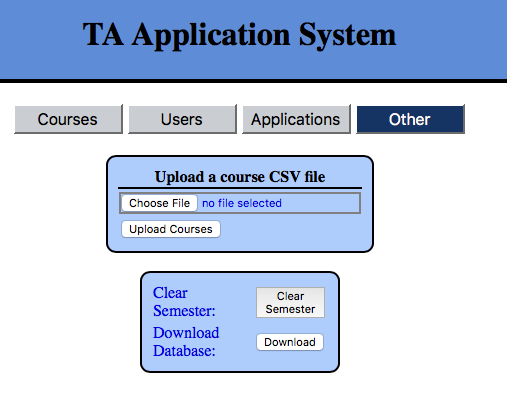 TA Application System
Courses Users Applications Other
Upload a course CSV file
Choose File no file selected
Upload Courses
Clear
Semester:
Clear
Semester
Download
Database:
Download